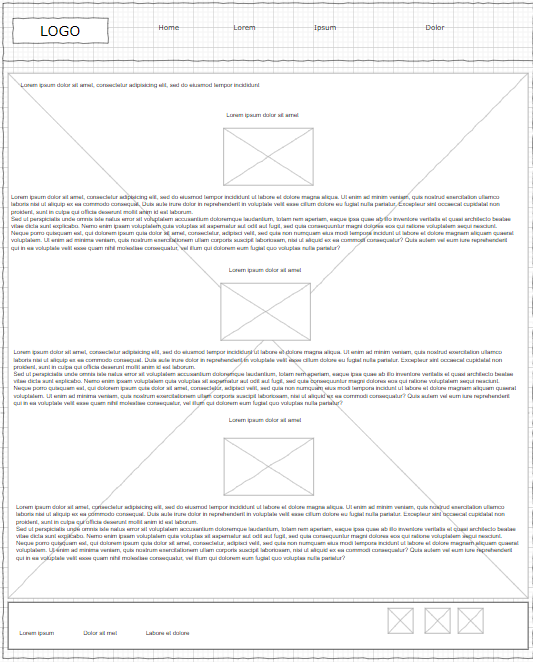 LOGO
Home Lorem Ipsum Dolor
Lorem ipsum dolor sit amet, consectetur adipisicing elit, sed do eiusmod tempor incididunt
Lorem ipsum dolor sit amet
Lorem ipsum dolor sit amet, consectetur adipisicing elit, sed do eiusmod tempor incididunt ut labore et dolore magna aliqua. Ut enim ad minim veniam, quis nostrud exercitation ullamco
laboris nisi ut aliquip ex ea commodo consequat. Duis aute irure dolor in reprehenderit in voluptate velit esse cillum dolore eu fugiat nulla pariatur. Excepteur sint occaecat cupidatat non
proident, sunt in culpa qui officia deserunt mollit anim id est laborum.
Sed ut perspiciatis unde omnis iste natus error sit voluptatem accusantium doloremque laudantium, totam rem aperiam, eaque ipsa quae ab illo inventore veritatis et quasi architecto beatae
vitae dicta sunt explicabo. Nemo enim ipsam voluptatem quia voluptas sit aspernatur aut odit aut fugit, sed quia consequuntur magni dolores eos qui ratione voluptatem sequi nesciunt.
Neque porro quisquam est, qui dolorem ipsum quia dolor sit amet, consectetur, adipisci velit, sed quia non numquam eius modi tempora incidunt ut labore et dolore magnam aliquam quaerat
voluptatem. Ut enim ad minima veniam, quis nostrum exercitationem ullam corporis suscipit laboriosam, nisi ut aliquid ex ea commodi consequatur? Quis autem vel eum iure reprehenderit
qui in ea voluptate velit esse quam nihil molestiae consequatur, vel illum qui dolorem eum fugiat quo voluptas nulla pariatur?
Lorem ipsum dolor sit amet
Lorem ipsum dolor sit amet, consectetur adipisicing elit, sed do eiusmod tempor incididunt ut labore et dolore magna aliqua. Ut enim ad minim veniam, quis nostrud exercitation ullamco
laboris nisi ut aliquip ex ea commodo consequat. Duis aute irure dolor in reprehenderit in voluptate velit esse cillum dolore eu fugiat nulla pariatur. Excepteur sint occaecat cupidatat non
proident, sunt in culpa qui officia deserunt mollit anim id est laborum.
Sed ut perspiciatis unde omnis iste natus error sit voluptatem accusantium doloremque laudantium, totam rem aperiam, eaque ipsa quae ab illo inventore veritatis et quasi architecto beatae
vitae dicta sunt explicabo. Nemo enim ipsam voluptatem quia voluptas sit aspernatur aut odit aut fugit, sed quia consequuntur magni dolores eos qui ratione voluptatem sequi nesciunt.
Neque porro quisquam est, qui dolorem ipsum quia dolor sit amet, consectetur, adipisci velit, sed quia non numquam eius modi tempora incidunt ut labore et dolore magnam aliquam quaerat
voluptatem. Ut enim ad minima veniam, quis nostrum exercitationem ullam corporis suscipit laboriosam, nisi ut aliquid ex ea commodi consequatur? Quis autem vel eum iure reprehenderit
qui in ea voluptate velit esse quam nihil molestiae consequatur, vel illum qui dolorem eum fugiat quo voluptas nulla pariatur?
Lorem ipsum dolor sit amet
Lorem ipsum dolor sit amet, consectetur adipisicing elit, sed do eiusmod tempor incididunt ut labore et dolore magna aliqua. Ut enim ad minim veniam, quis nostrud exercitation ullamco
laboris nisi ut aliquip ex ea commodo consequat. Duis aute irure dolor in reprehenderit in voluptate velit esse cillum dolore eu fugiat nulla pariatur. Excepteur sint occaecat cupidatat non
proident, sunt in culpa qui officia deserunt mollit anim id est laborum.
Sed ut perspiciatis unde omnis iste natus error sit voluptatem accusantium doloremque laudantium, totam rem aperiam, eaque ipsa quae ab illo inventore veritatis et quasi architecto beatae
vitae dicta sunt explicabo. Nemo enim ipsam voluptatem quia voluptas sit aspernatur aut odit aut fugit, sed quia consequuntur magni dolores eos qui ratione voluptatem sequi nesciunt.
Neque porro quisquam est, qui dolorem ipsum quia dolor sit amet, consectetur, adipisci velit, sed quia non numquam eius modi tempora incidunt ut labore et dolore magnam aliquam quaerat
voluptatem. Ut enim ad minima veniam, quis nostrum exercitationem ullam corporis suscipit laboriosam, nisi ut aliquid ex ea commodi consequatur? Quis autem vel eum iure reprehenderit
qui in ea voluptate velit esse quam nihil molestiae consequatur, vel illum qui dolorem eum fugiat quo voluptas nulla pariatur?
Lorem ipsum Dolor sit met Labore et dolore